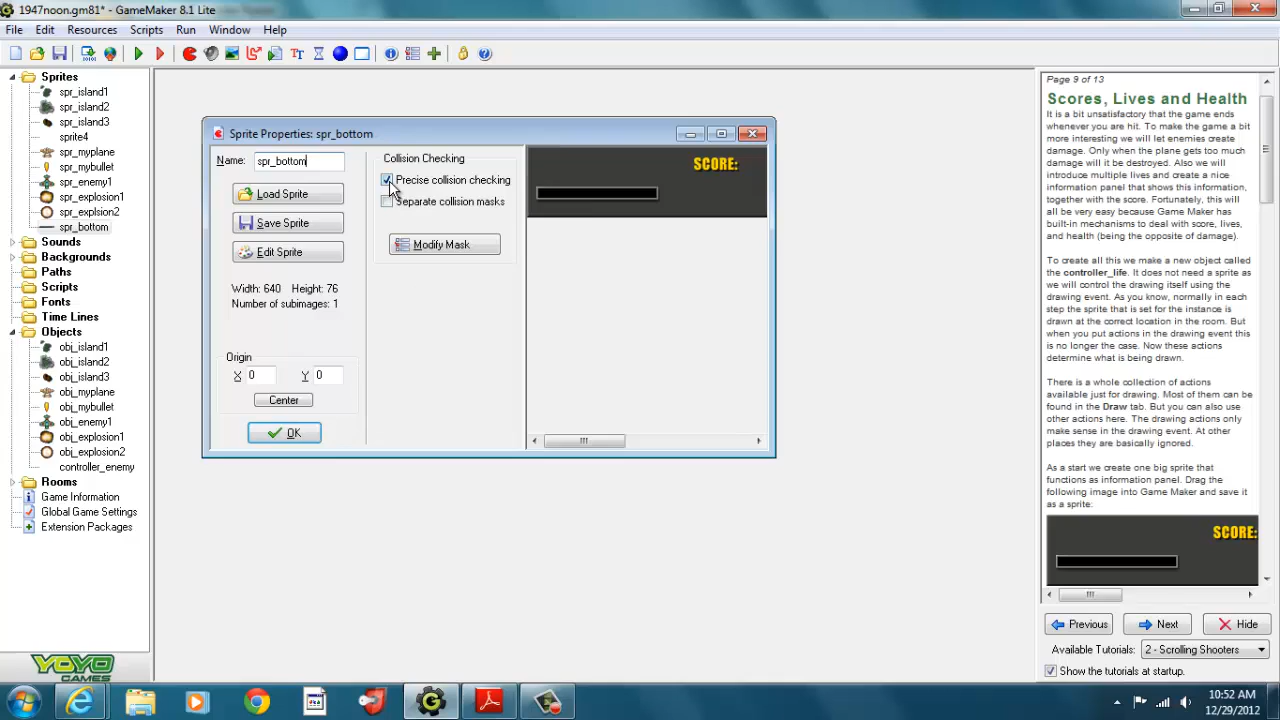 1947noon.gm81* - GameMaker 8.1 Lite
File Edit Resources Scripts Run Window Help
Sprites
spr_island1
spr_island2
spr_island3
sprite4
spr_myplane
spr_mybullet
spr_enemy1
spr_explosion1
spr_explsion2
spr_bottom
Sounds
Backgrounds
Paths
Scripts
Fonts
Time Lines
Objects
obj_island1
obj_island2
obj_island3
obj_myplane
obj_mybullet
obj_enemy1
obj_explosion1
obj_explosion2
controller_enemy
Rooms
Game Information
Global Game Settings
Extension Packages
YOYO
GAMES
Sprite Properties: spr_bottom
Name: spr_bottom
Load Sprite
Save Sprite
Edit Sprite
Width: 640 Height: 76
Number of subimages: 1
Origin
X 0 Y 0
Center
OK
Collision Checking
Precise collision checking
Separate collision masks
Modify Mask
SCORE:
Page 9 of 13
Scores, Lives and Health
It is a bit unsatisfactory that the game ends
whenever you are hit. To make the game a bit
more interesting we will let enemies create
damage. Only when the plane gets too much
damage will it be destroyed. Also we will
introduce multiple lives and create a nice
information panel that shows this information,
together with the score. Fortunately, this will
all be very easy because Game Maker has
built-in mechanisms to deal with score, lives,
and health (being the opposite of damage).
To create all this we make a new object called
the controller_life. It does not need a sprite as
we will control the drawing itself using the
drawing event. As you know, normally in each
step the sprite that is set for the instance is
drawn at the correct location in the room. But
when you put actions in the drawing event this
is no longer the case. Now these actions
determine what is being drawn.
There is a whole collection of actions
available just for drawing. Most of them can be
found in the Draw tab. But you can also use
other actions here. The drawing actions only
make sense in the drawing event. At other
places they are basically ignored.
As a start we create one big sprite that
functions as information panel. Drag the
following image into Game Maker and save it
as a sprite:
SCORE:
Previous Next Hide
Available Tutorials: 2 - Scrolling Shooters
Show the tutorials at startup.
10:52 AM
12/29/2012